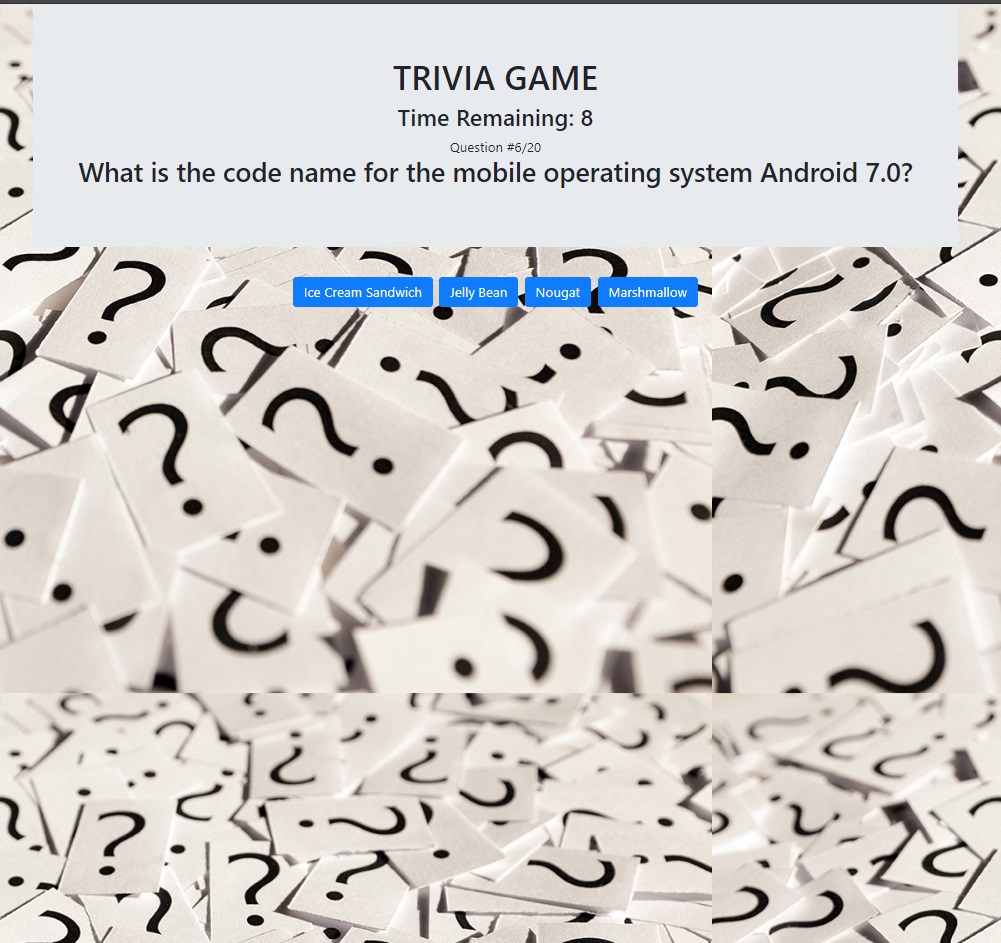 TRIVIA GAME
Time Remaining: 8
Question #6/20
What is the code name for the mobile operating system Android 7.0?
Ice Cream Sandwich Jelly Bean Nougat Marshmallow